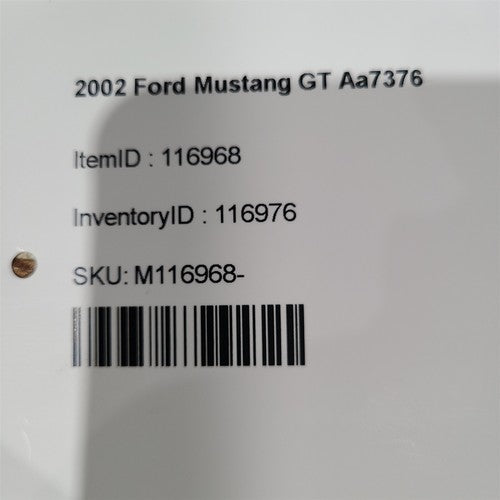 2002 Ford Mustang GT Aa7376
ItemID : 116968
InventoryID : 116976
SKU: M116968-